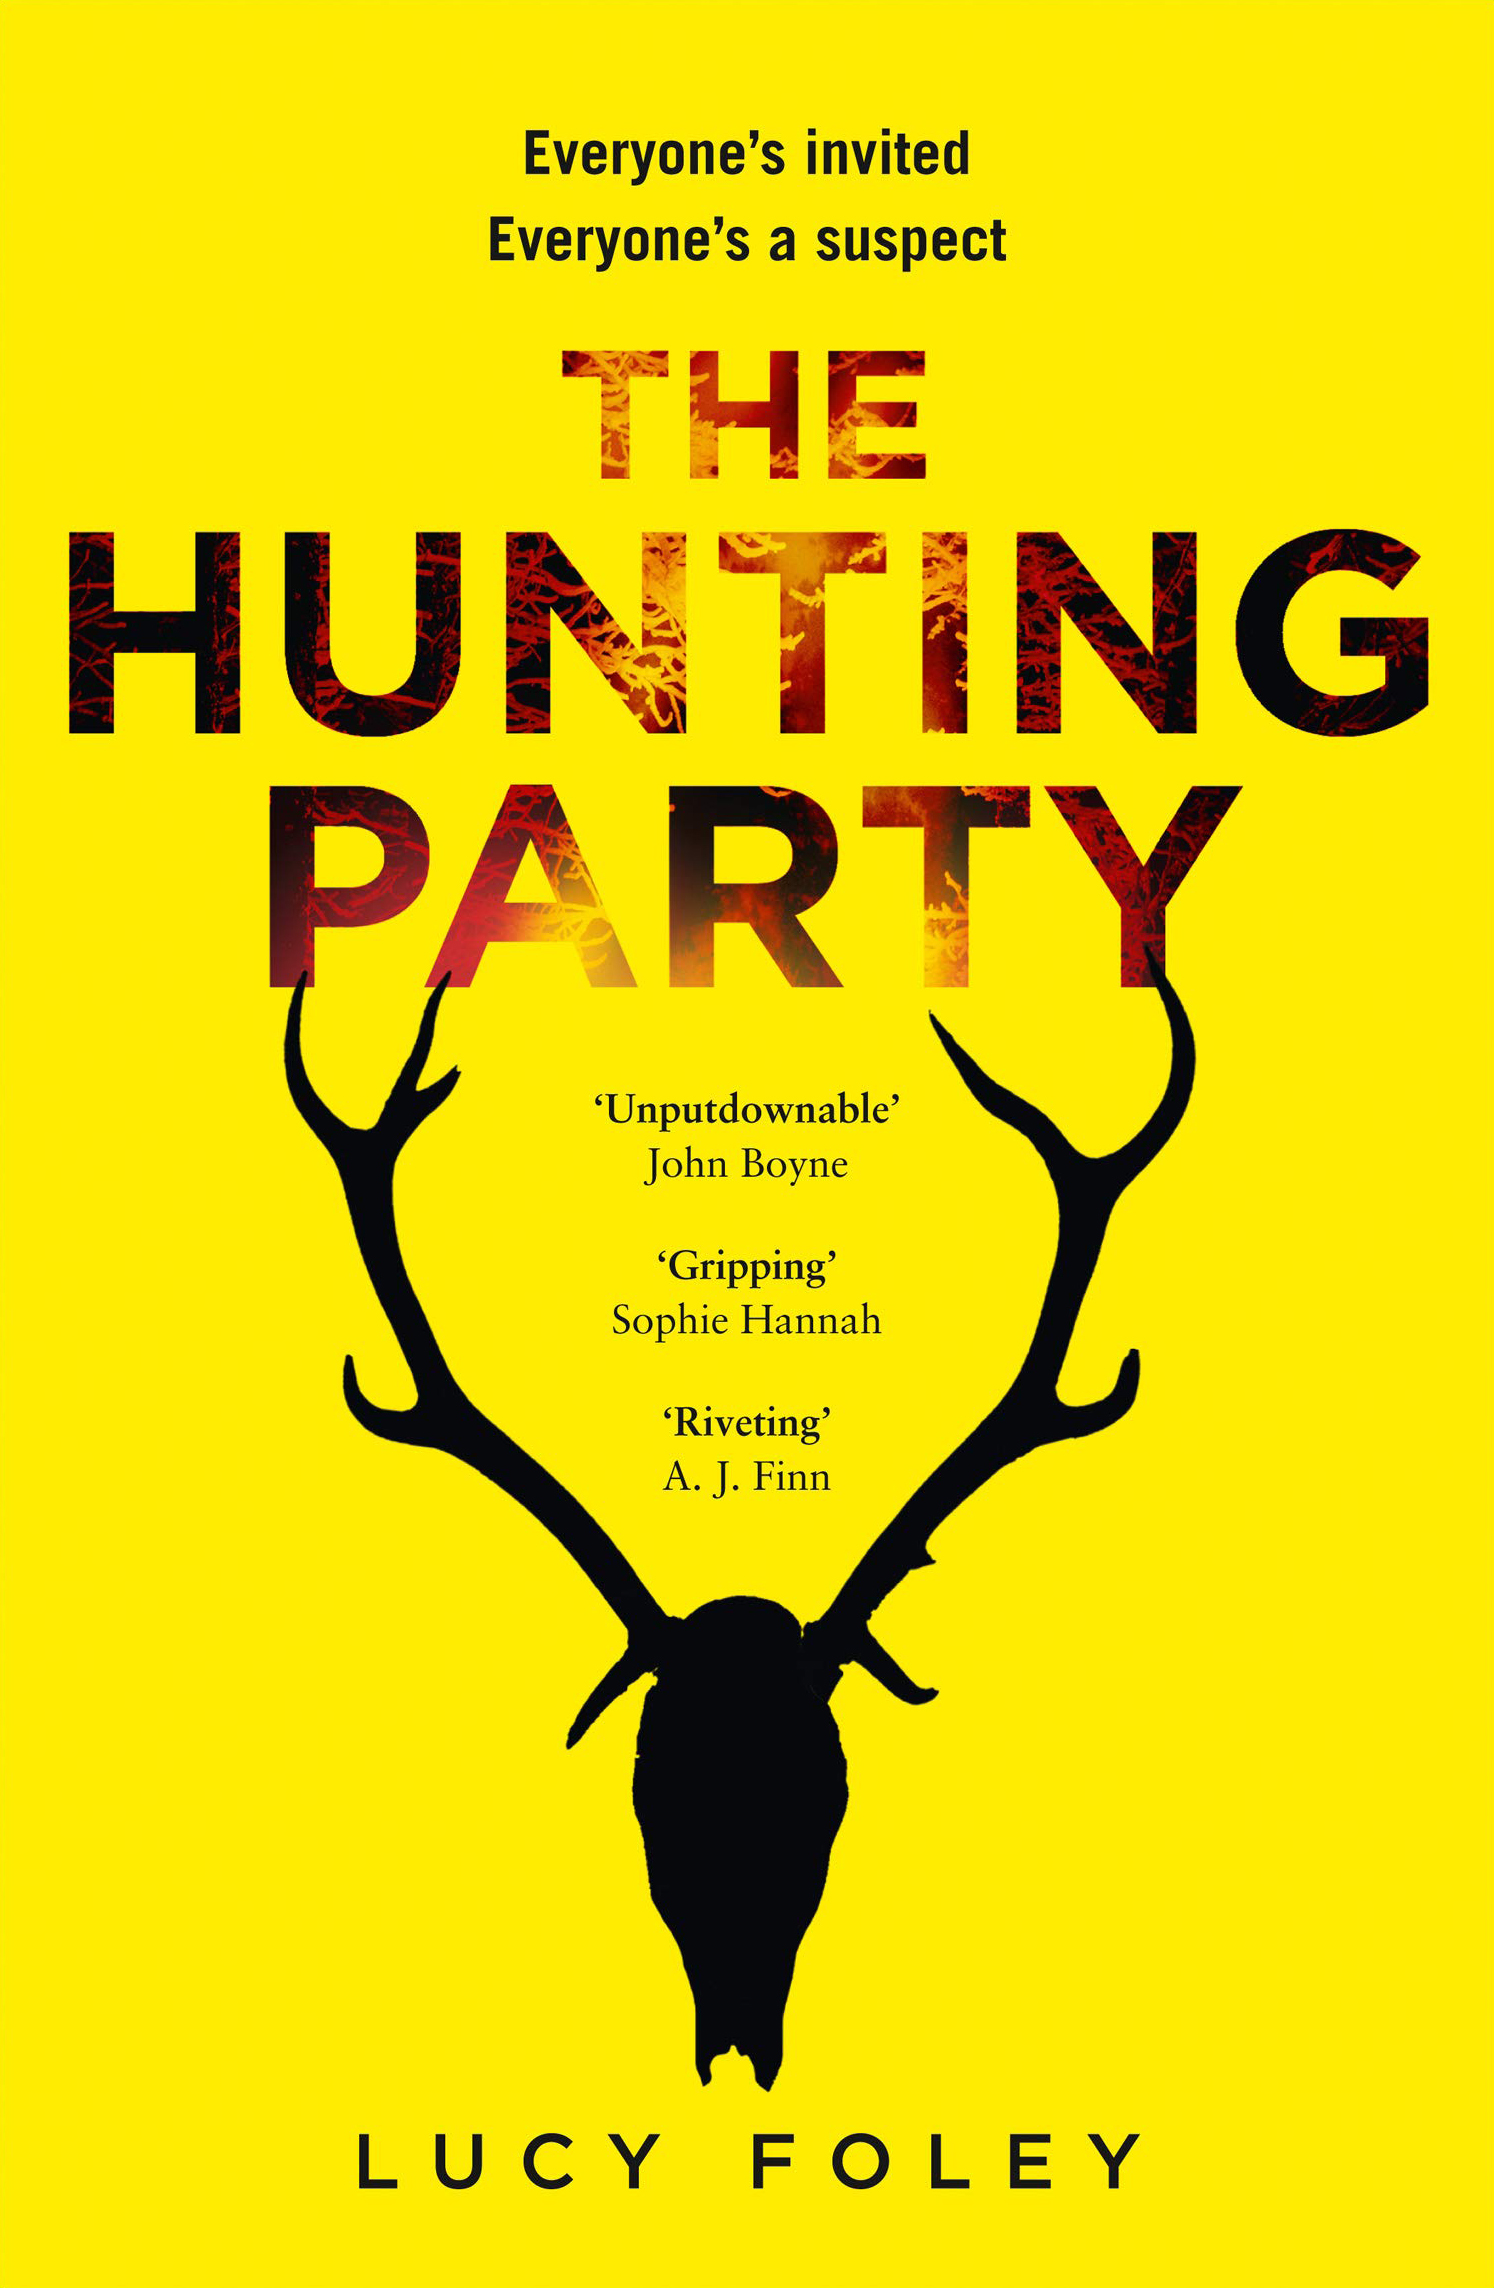 Everyone’s invited
Everyone’s a suspect
THE
HUNTING
PARTY
‘Unputdownable’
John Boyne
‘Gripping’
Sophie Hannah
‘Riveting’
A. J. Finn
LUCY FOLEY